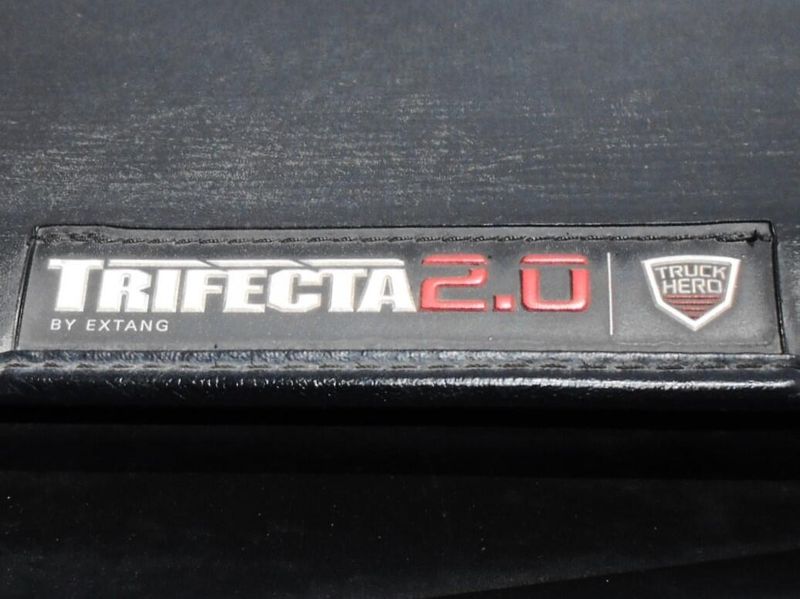 TRIFECTA 2.0
BY EXTANG
TRUCK
HERO